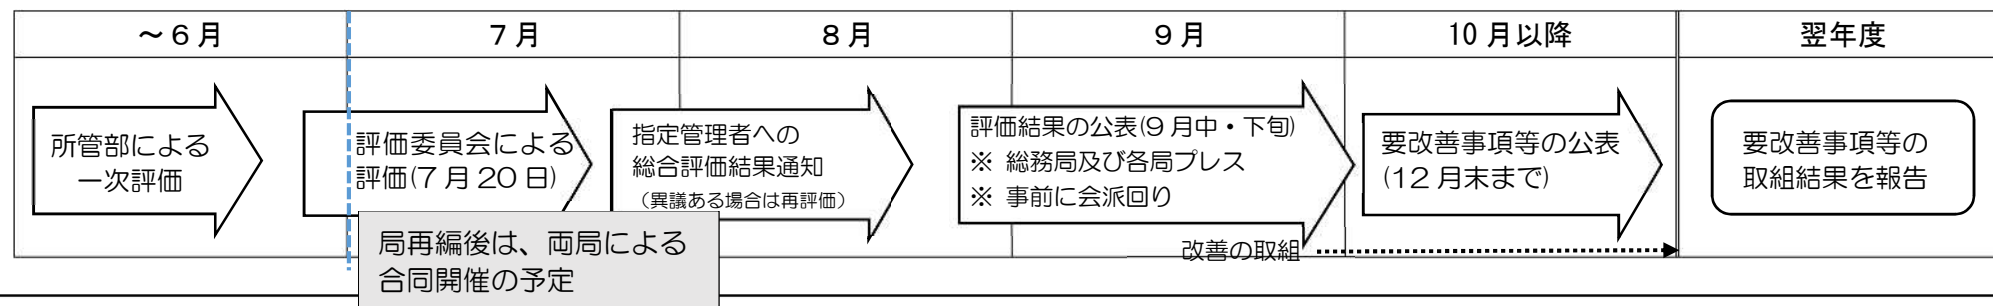 ～６月
７月
８月
９月
10 月以降
翌年度
所管部による
一次評価
評価委員会による
評価(７月 20 日)
指定管理者への
総合評価結果通知
（異議ある場合は再評価）
評価結果の公表(９月中・下旬)
※ 総務局及び各局プレス
※ 事前に会派回り
要改善事項等の公表
(12 月末まで)
要改善事項等の
取組結果を報告
改善の取組
局再編後は、両局による
合同開催の予定